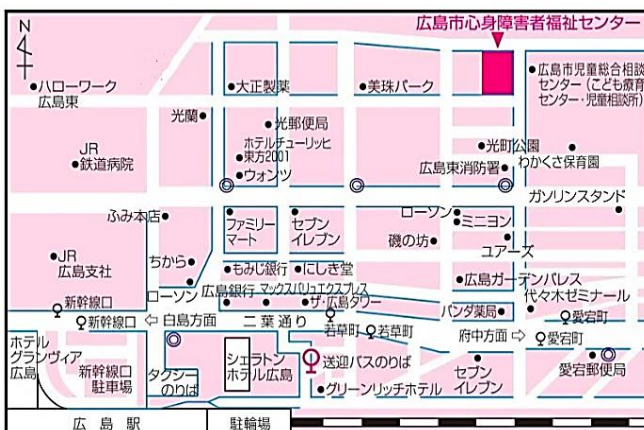 広島市心身障害者福祉センター
N
ハローワーク
広島東
大正製薬
美珠パーク
広島市児童総合相談
センター(こども療育
センター・児童相談所)
光蘭
光郵便局
JR
鉄道病院
ホテルチューリッヒ
東方2001
ウォンツ
光町公園
わかくさ保育園
広島東消防署
ガソリンスタンド
ふみ本店
ファミリー
マート
セブン
イレブン
ローソン
ミニヨン
磯の坊
ユアーズ
JR
広島支社
ちから
もみじ銀行
にしき堂
広島ガーデンパレス
ローソン
広島銀行
マックスバリュエクスプレス
ザ・広島タワー
パンダ薬局
代々木ゼミナール
新幹線口
新幹線口
⇦ 白島方面
二葉通り
若草町
若草町
府中方面 ⇨
愛宕町
愛宕町
ホテル
グランヴィア
広島
新幹線口
駐車場
タクシー
のりば
シェラトン
ホテル広島
送迎バスのりば
グリーンリッチホテル
セブン
イレブン
愛宕郵便局
広島駅
駐輪場